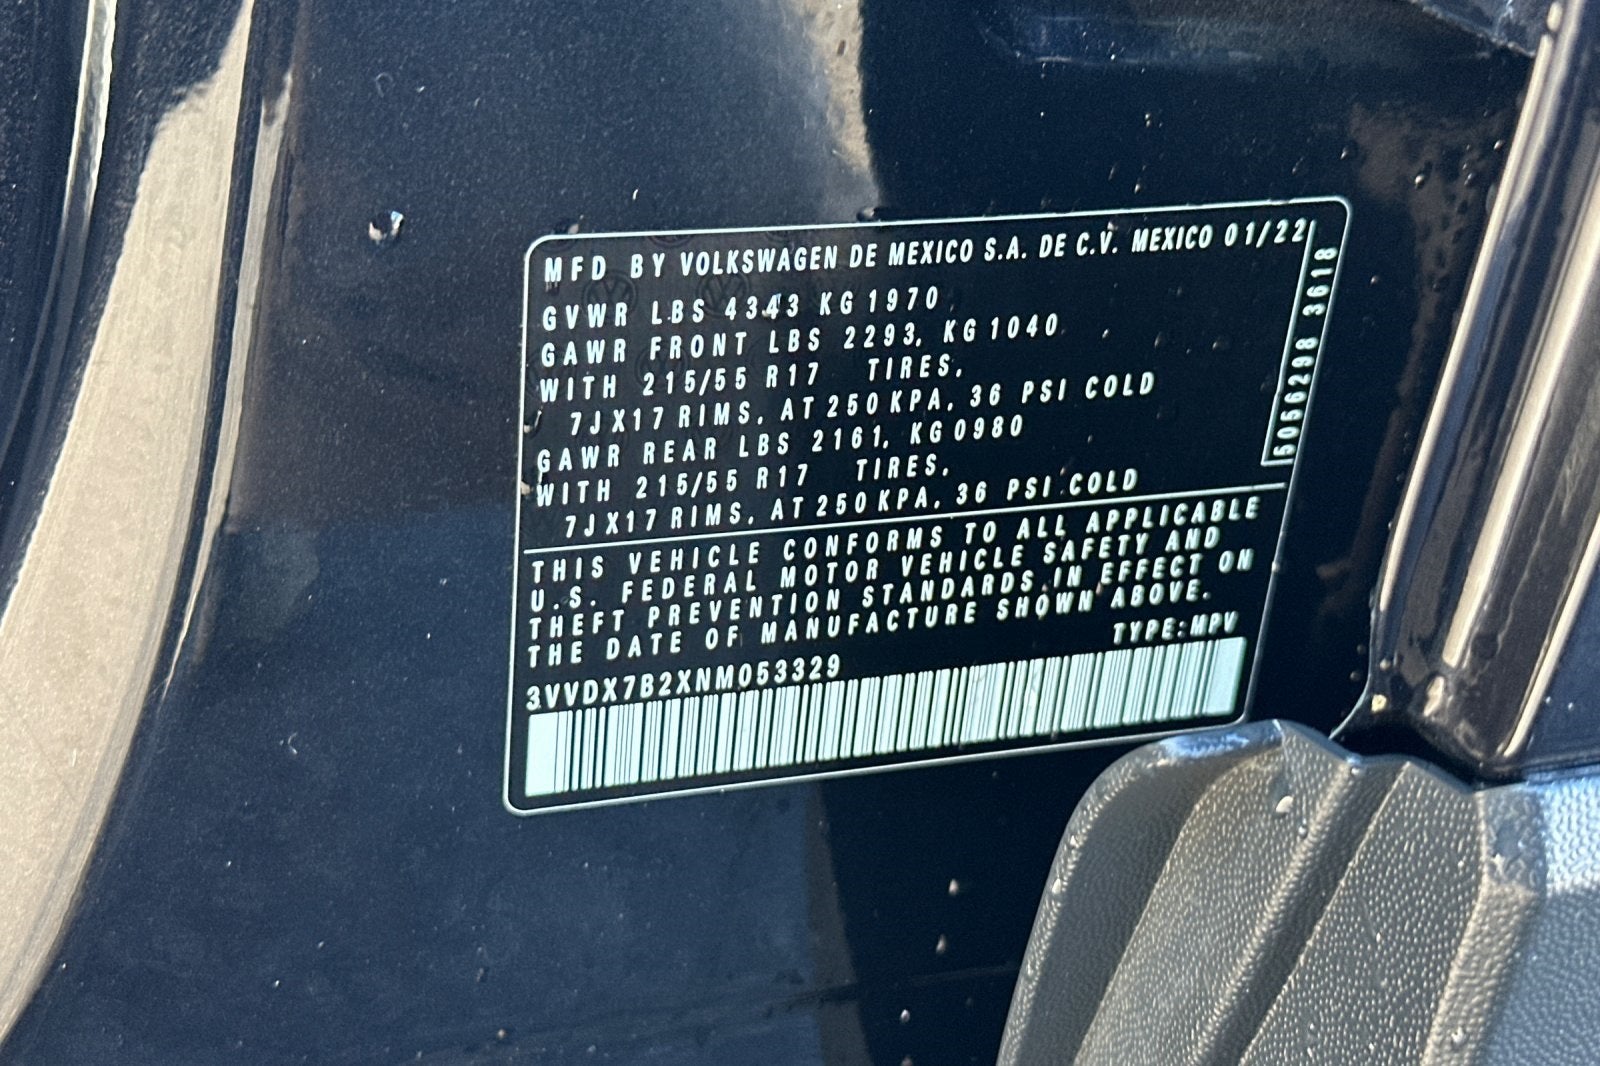 MFD BY VOLKSWAGEN DE MEXICO S.A. DE C.V. MEXICO 01/22
GVWR LBS 4343 KG 1970
GAWR FRONT LBS 2293, KG 1040
WITH 215/55 R17 TIRES,
7JX17 RIMS, AT 250 KPA, 36 PSI COLD
GAWR REAR LBS 2161, KG0980
WITH 215/55 R17 TIRES,
7JX17 RIMS, AT 250 KPA, 36 PSI COLD
5056298 3618
THIS VEHICLE CONFORMS TO ALL APPLICABLE
U.S. FEDERAL MOTOR VEHICLE SAFETY AND
THEFT PREVENTION STANDARDS IN EFFECT ON
THE DATE OF MANUFACTURE SHOWN ABOVE.
TYPE:MPV
3VVDX7B2XNM053329